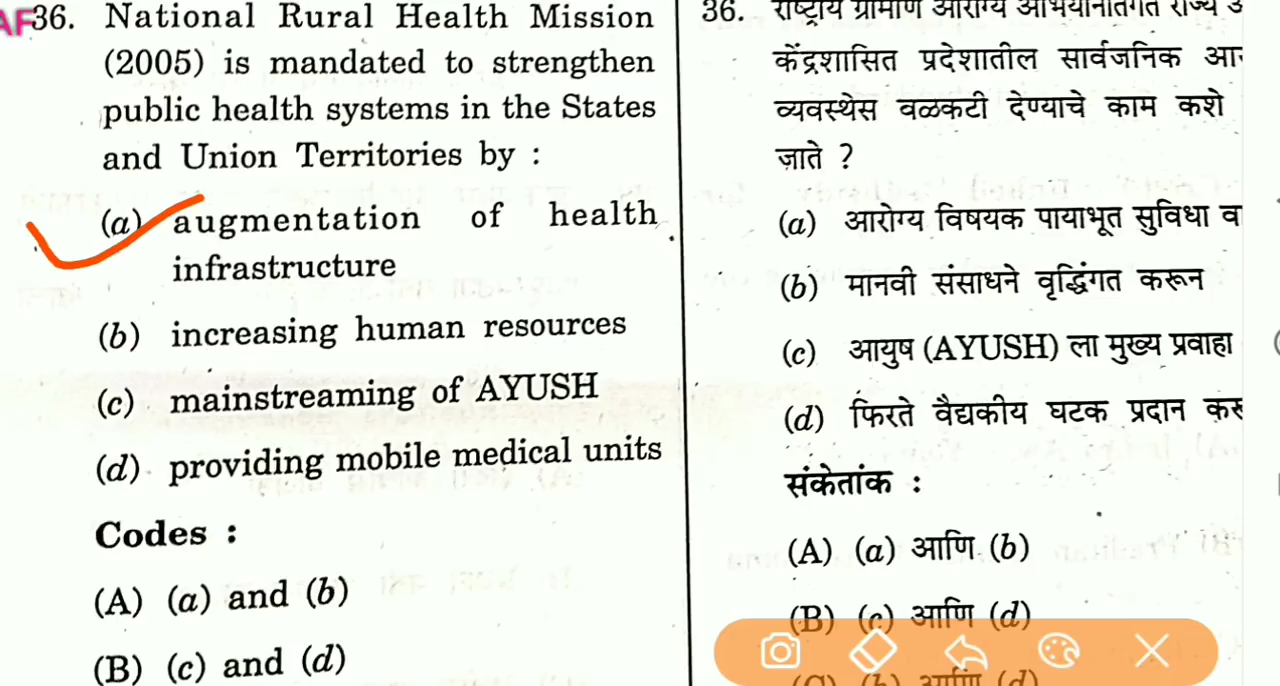 AF36. National Rural Health Mission
(2005) is mandated to strengthen
public health systems in the States
and Union Territories by :
(a) augmentation of health
infrastructure
(b) increasing human resources
(c) mainstreaming of AYUSH
(d) providing mobile medical units
Codes :
(A) (a) and (b)
(B) (c) and (d)
36. राष्ट्रीय ग्रामीण आरोग्य अभियानांतर्गत राज्य
केंद्रशासित प्रदेशातील सार्वजनिक
व्यवस्थेस बळकटी देण्याचे काम कशे
जाते ?
(a) आरोग्य विषयक पायाभूत सुविधा
(b) मानवी संसाधने वृद्धिंगत करून
(c) आयुष (AYUSH) ला मुख्य प्रवाहा
(d) फिरते वैद्यकीय घटक प्रदान
संकेतांक :
(A) (a) आणि (b)
(B) (c) आणि (d)
(C) (b) आणि (d)